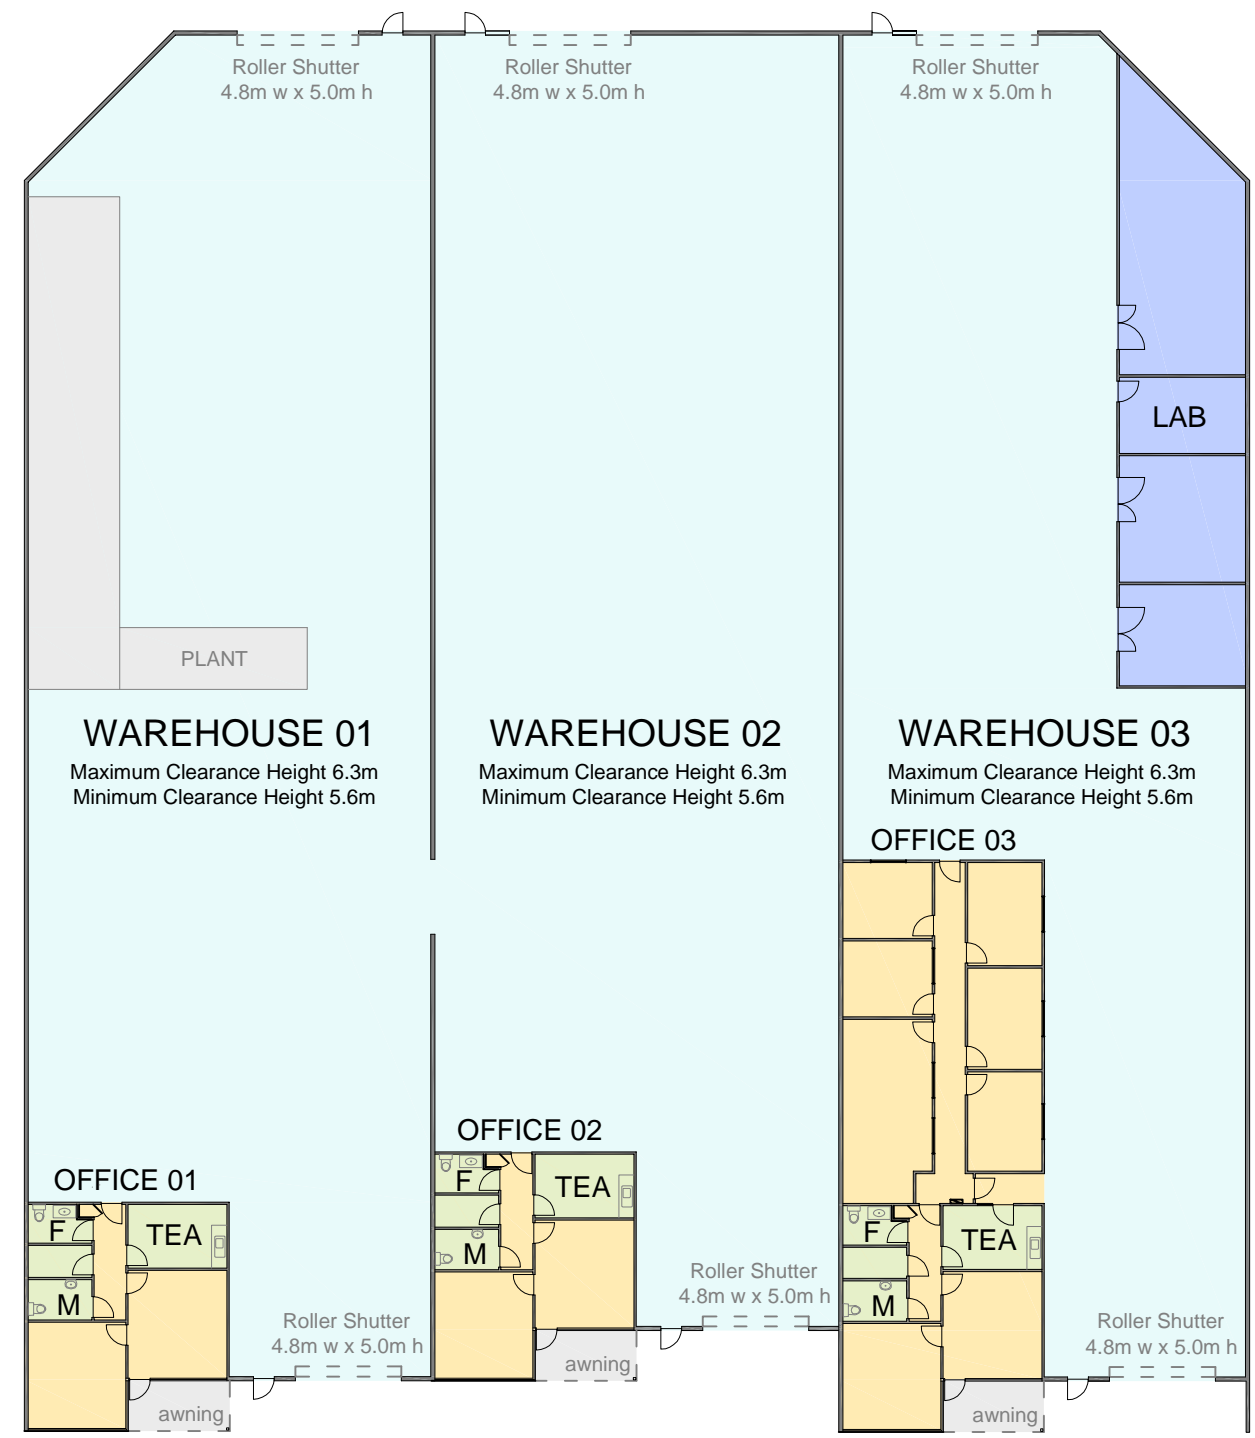 Roller Shutter
4.8m w x 5.0m h
Roller Shutter
4.8m w x 5.0m h
Roller Shutter
4.8m w x 5.0m h
LAB
PLANT
WAREHOUSE 01
Maximum Clearance Height 6.3m
Minimum Clearance Height 5.6m
WAREHOUSE 02
Maximum Clearance Height 6.3m
Minimum Clearance Height 5.6m
WAREHOUSE 03
Maximum Clearance Height 6.3m
Minimum Clearance Height 5.6m
OFFICE 03
OFFICE 02
F
TEA
M
OFFICE 01
F
TEA
M
F
TEA
M
Roller Shutter
4.8m w x 5.0m h
Roller Shutter
4.8m w x 5.0m h
Roller Shutter
4.8m w x 5.0m h
awning
awning
awning